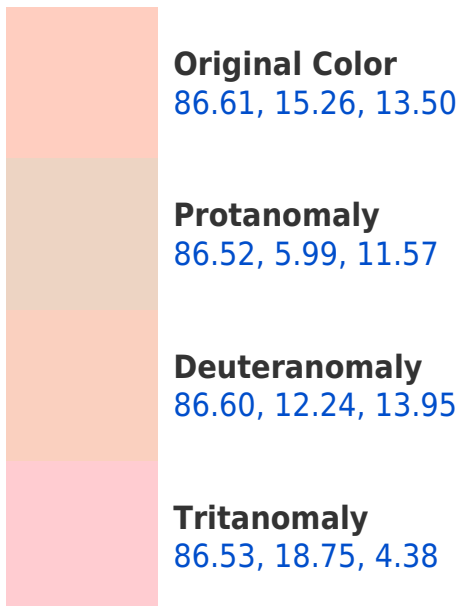 Original Color
86.61, 15.26, 13.50
Protanomaly
86.52, 5.99, 11.57
Deuteranomaly
86.60, 12.24, 13.95
Tritanomaly
86.53, 18.75, 4.38